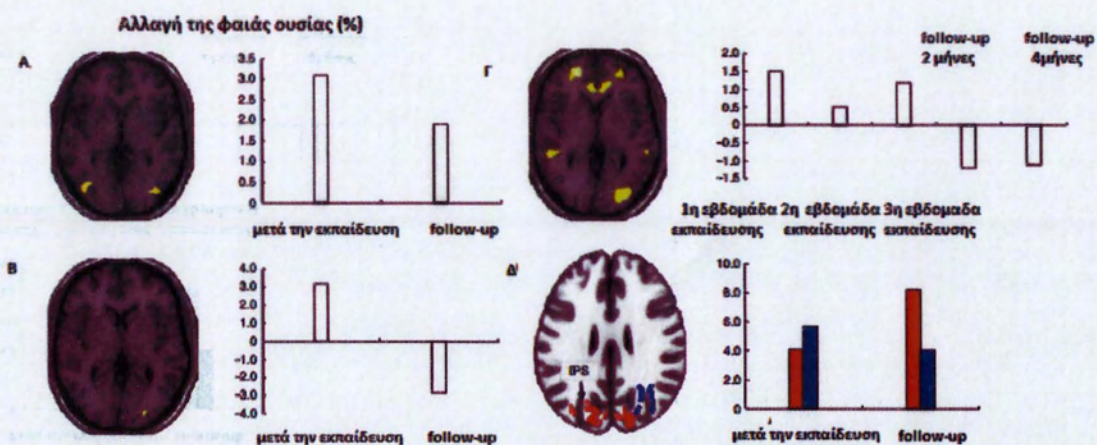 Αλλαγή της φαιάς ουσίας (%)
A.
3.5
3.0
2.5
2.0
1.5
1.0
0.5
0
μετά την εκπαίδευση
follow-up
Γ
follow-up
2 μήνες
follow-up
4μήνες
2.0
1.5
1.0
0.5
0
-0.5
-1.0
-1.5
1η εβδομάδα
εκπαίδευσης
2η εβδομάδα
εκπαίδευσης
3η εβδομαδα
εκπαίδευσης
B
4.0
3.0
2.0
1.0
0
-1.0
-2.0
-3.0
-4.0
μετά την εκπαίδευση
follow-up
Δ
IPS
10.0
8.0
6.0
4.0
2.0
0
μετά την εκπαίδευση
follow-up